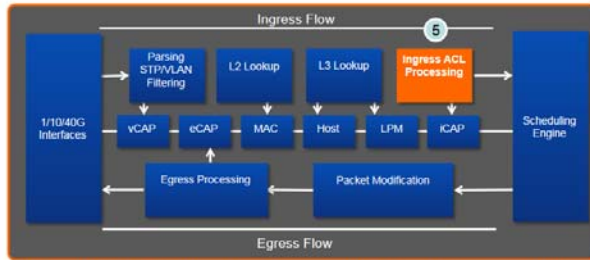 Ingress Flow
5
Parsing
STP/VLAN
Filtering
L2 Lookup
L3 Lookup
Ingress ACL
Processing
1/10/40G
Interfaces
vCAP
eCAP
MAC
Host
LPM
iCAP
Scheduling
Engine
Egress Processing
Packet Modification
Egress Flow